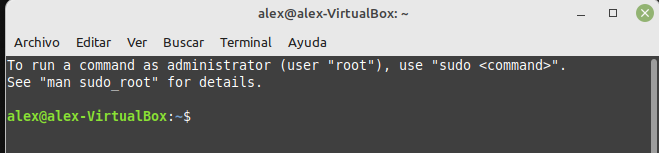 alex@alex-VirtualBox: ~
Archivo Editar Ver Buscar Terminal Ayuda
To run a command as administrator (user "root"), use "sudo <command>".
See "man sudo_root" for details.
alex@alex-VirtualBox:~$